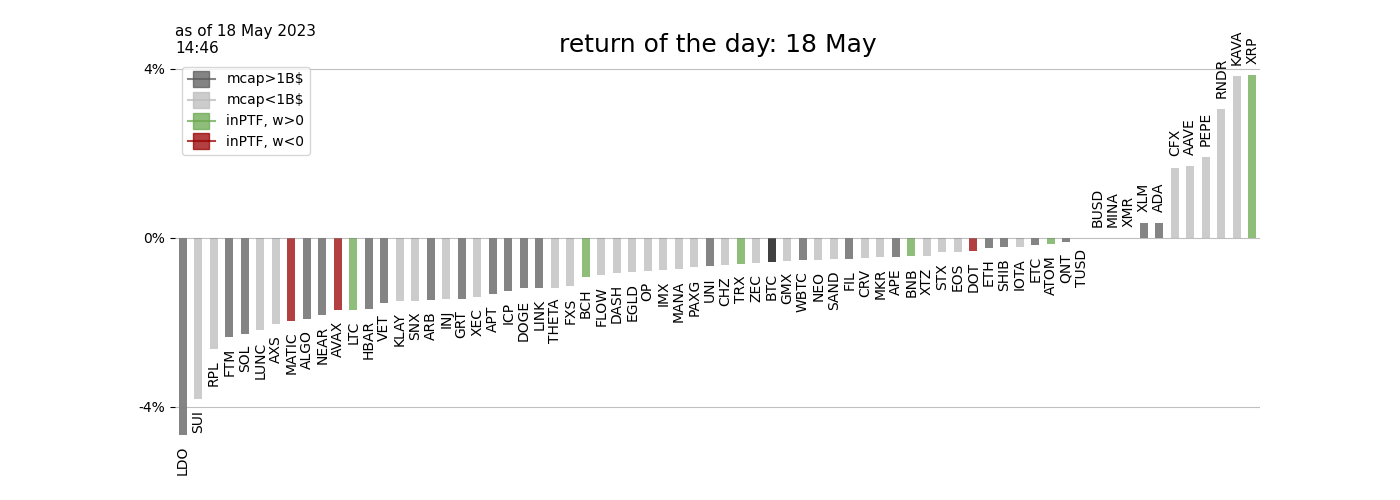 as of 18 May 2023
14:46
return of the day: 18 May
4%
0%
-4%
mcap>1B$
mcap<1B$
inPTF, w>0
inPTF, w<0
LDO
SUI
RPL
FTM
SOL
LUNC
AXS
MATIC
ALGO
NEAR
AVAX
LTC
HBAR
VET
KLAY
SNX
ARB
INJ
GRT
XEC
APT
ICP
DOGE
LINK
THETA
FXS
BCH
FLOW
DASH
EGLD
OP
IMX
MANA
PAXG
UNI
CHZ
TRX
ZEC
BTC
GMX
WBTC
NEO
SAND
FIL
CRV
MKR
APE
BNB
XTZ
STX
EOS
DOT
ETH
SHIB
IOTA
ETC
ATOM
QNT
TUSD
BUSD
MINA
XMR
XLM
ADA
CFX
AAVE
PEPE
RNDR
KAVA
XRP